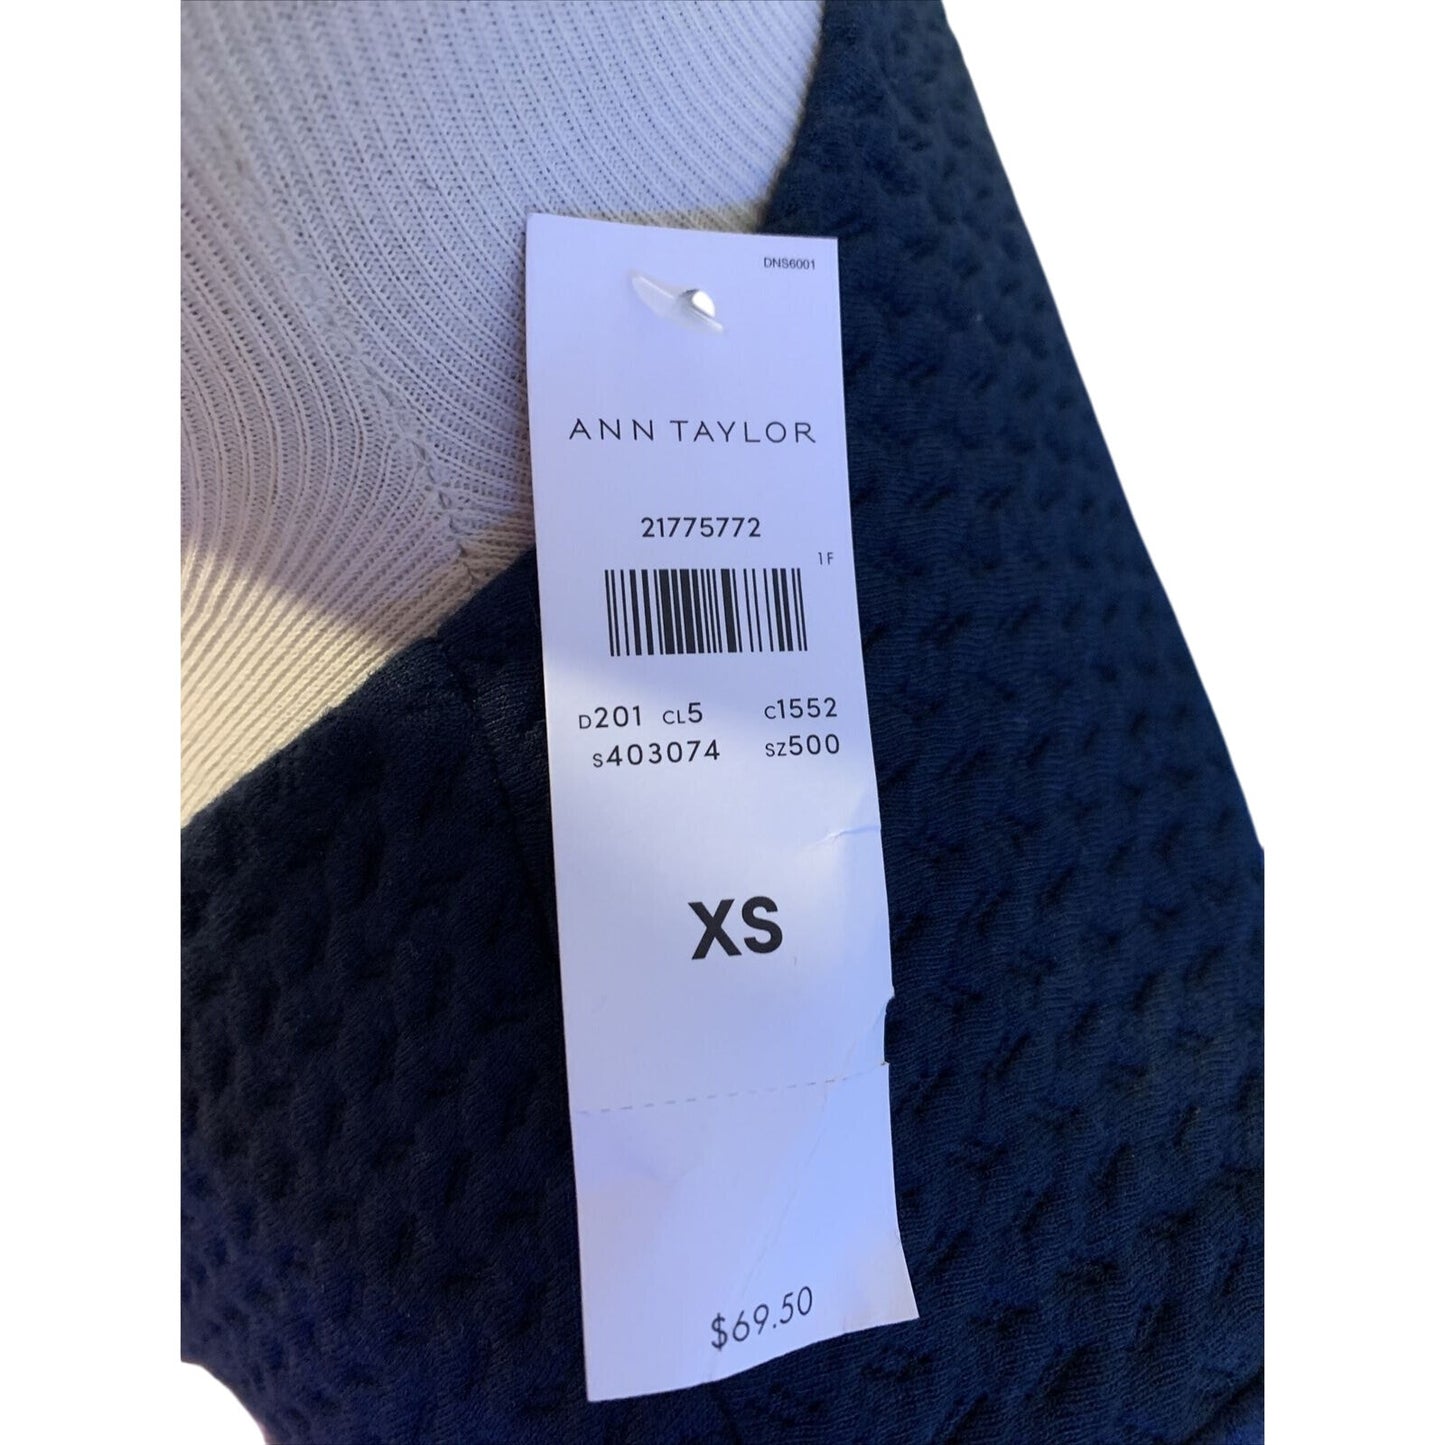 DNS6001
ANN TAYLOR
21775772
1F
D201 CL5 C1552
S403074 SZ500
XS
$69.50